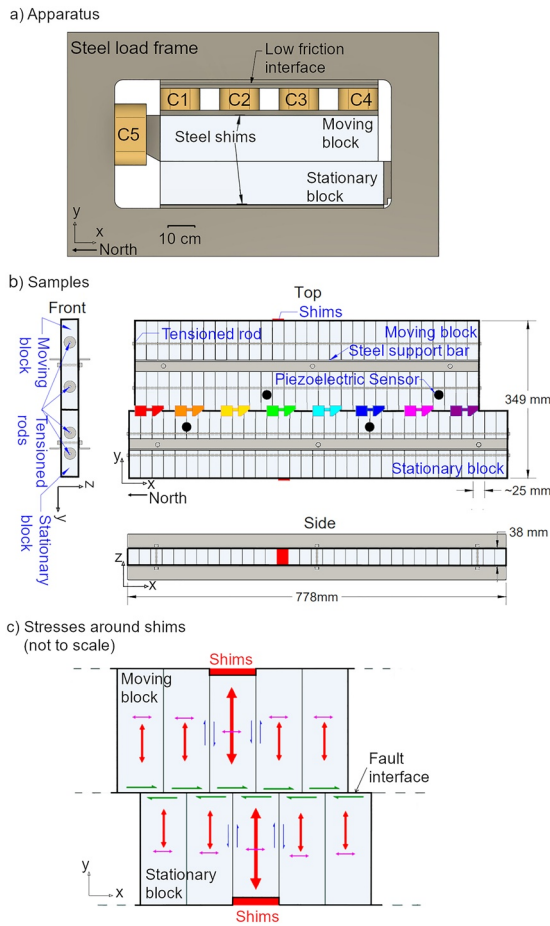 a) Apparatus
Steel load frame
Low friction
interface
C1
C2
C3
C4
C5
Steel shims
Moving
block
Stationary
block
y
x
North
10 cm
b) Samples
Front
Top
Moving
block
Tensioned
rods
Stationary
block
z
y
Shims
Tensioned rod
Moving block
Steel support bar
Piezoelectric Sensor
349mm
Stationary block
y
x
North
~25 mm
Side
38 mm
z
x
778mm
c) Stresses around shims
(not to scale)
Shims
Moving
block
Fault
interface
Stationary
block
y
x
Shims